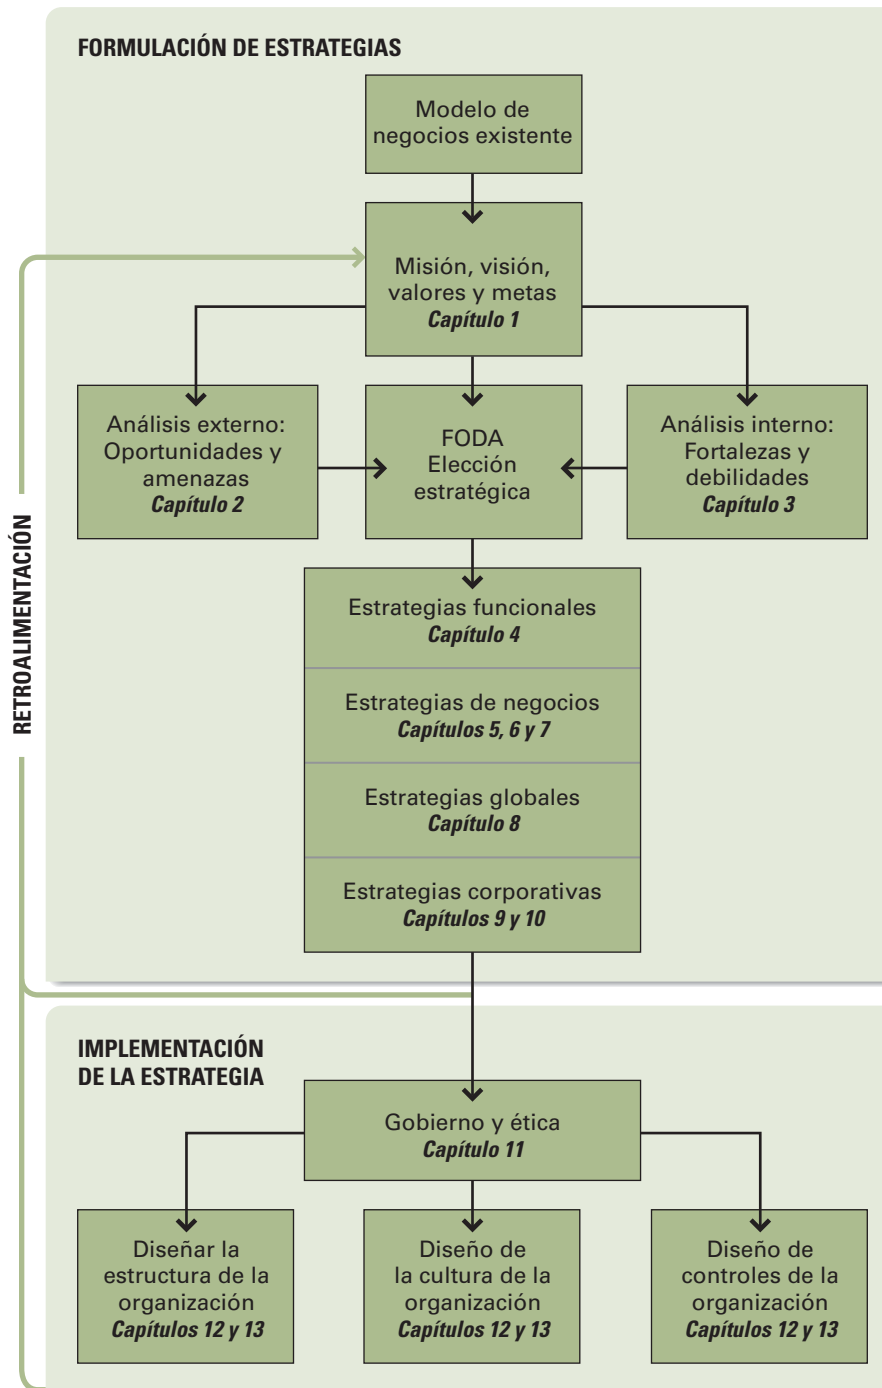 FORMULACIÓN DE ESTRATEGIAS
Modelo de
negocios existente
Misión, visión,
valores y metas
Capítulo 1
Análisis externo:
Oportunidades y
amenazas
Capítulo 2
FODA
Elección
estratégica
Análisis interno:
Fortalezas y
debilidades
Capítulo 3
RETROALIMENTACIÓN
Estrategias funcionales
Capítulo 4
Estrategias de negocios
Capítulos 5, 6 y 7
Estrategias globales
Capítulo 8
Estrategias corporativas
Capítulos 9 y 10
IMPLEMENTACIÓN
DE LA ESTRATEGIA
Gobierno y ética
Capítulo 11
Diseñar la
estructura de la
organización
Capítulos 12 y 13
Diseño de
la cultura de la
organización
Capítulos 12 y 13
Diseño de
controles de la
organización
Capítulos 12 y 13